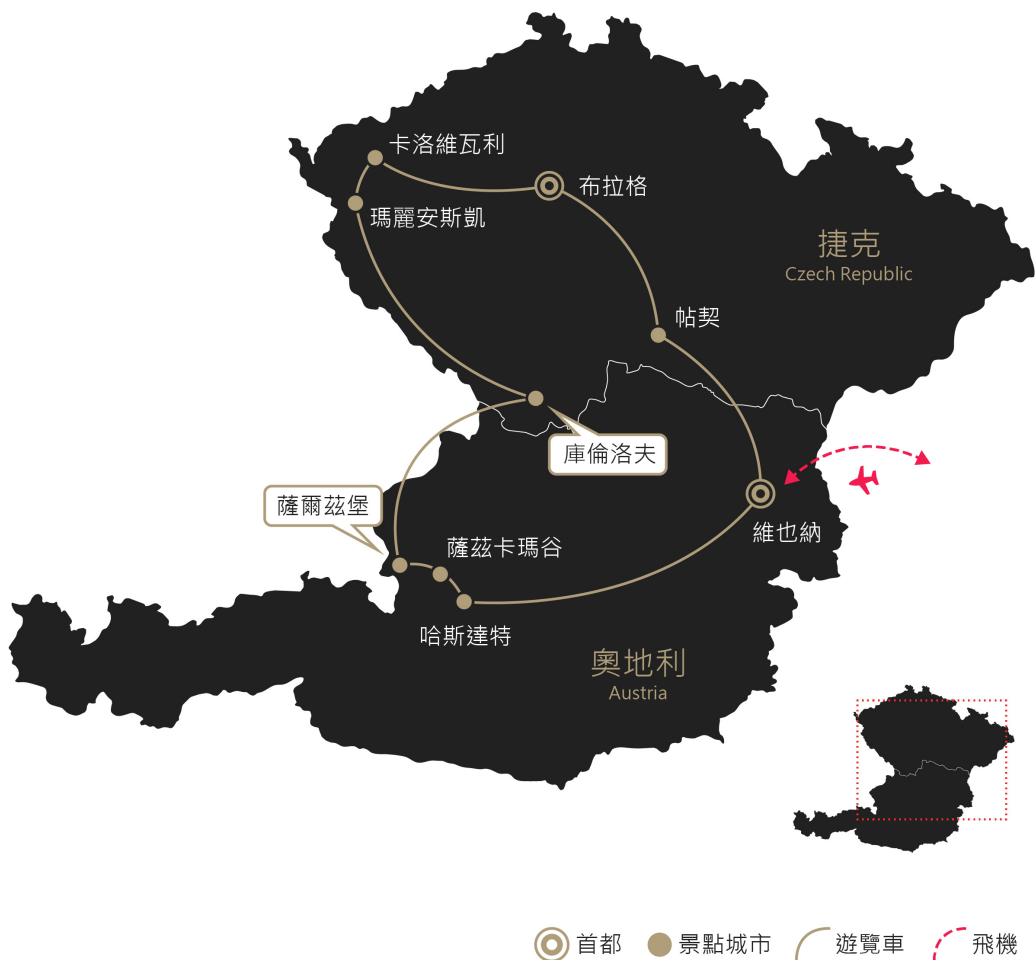 卡洛維瓦利
布拉格
瑪麗安斯凱
捷克
Czech Republic
帖契
庫倫洛夫
薩爾茲堡
維也納
薩茲卡瑪谷
哈斯達特
奧地利
Austria
首都
景點城市
遊覽車
飛機